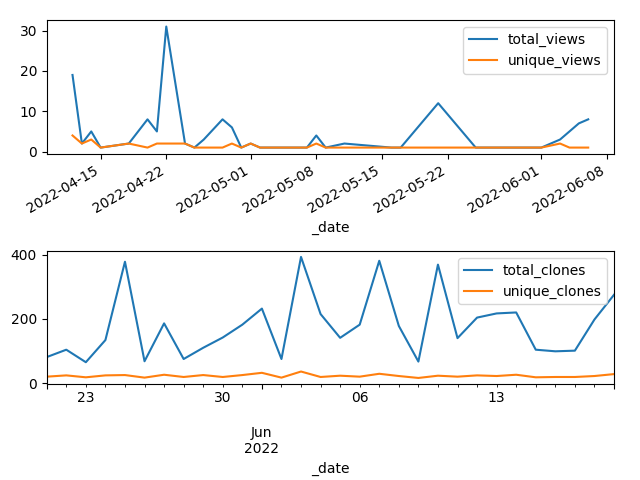 30
20
10
0
total_views
unique_views
2022-04-15
2022-04-22
2022-05-01
2022-05-08
2022-05-15
2022-05-22
2022-06-01
2022-06-08
_date
400
200
0
total_clones
unique_clones
23
30
06
13
Jun
2022
_date